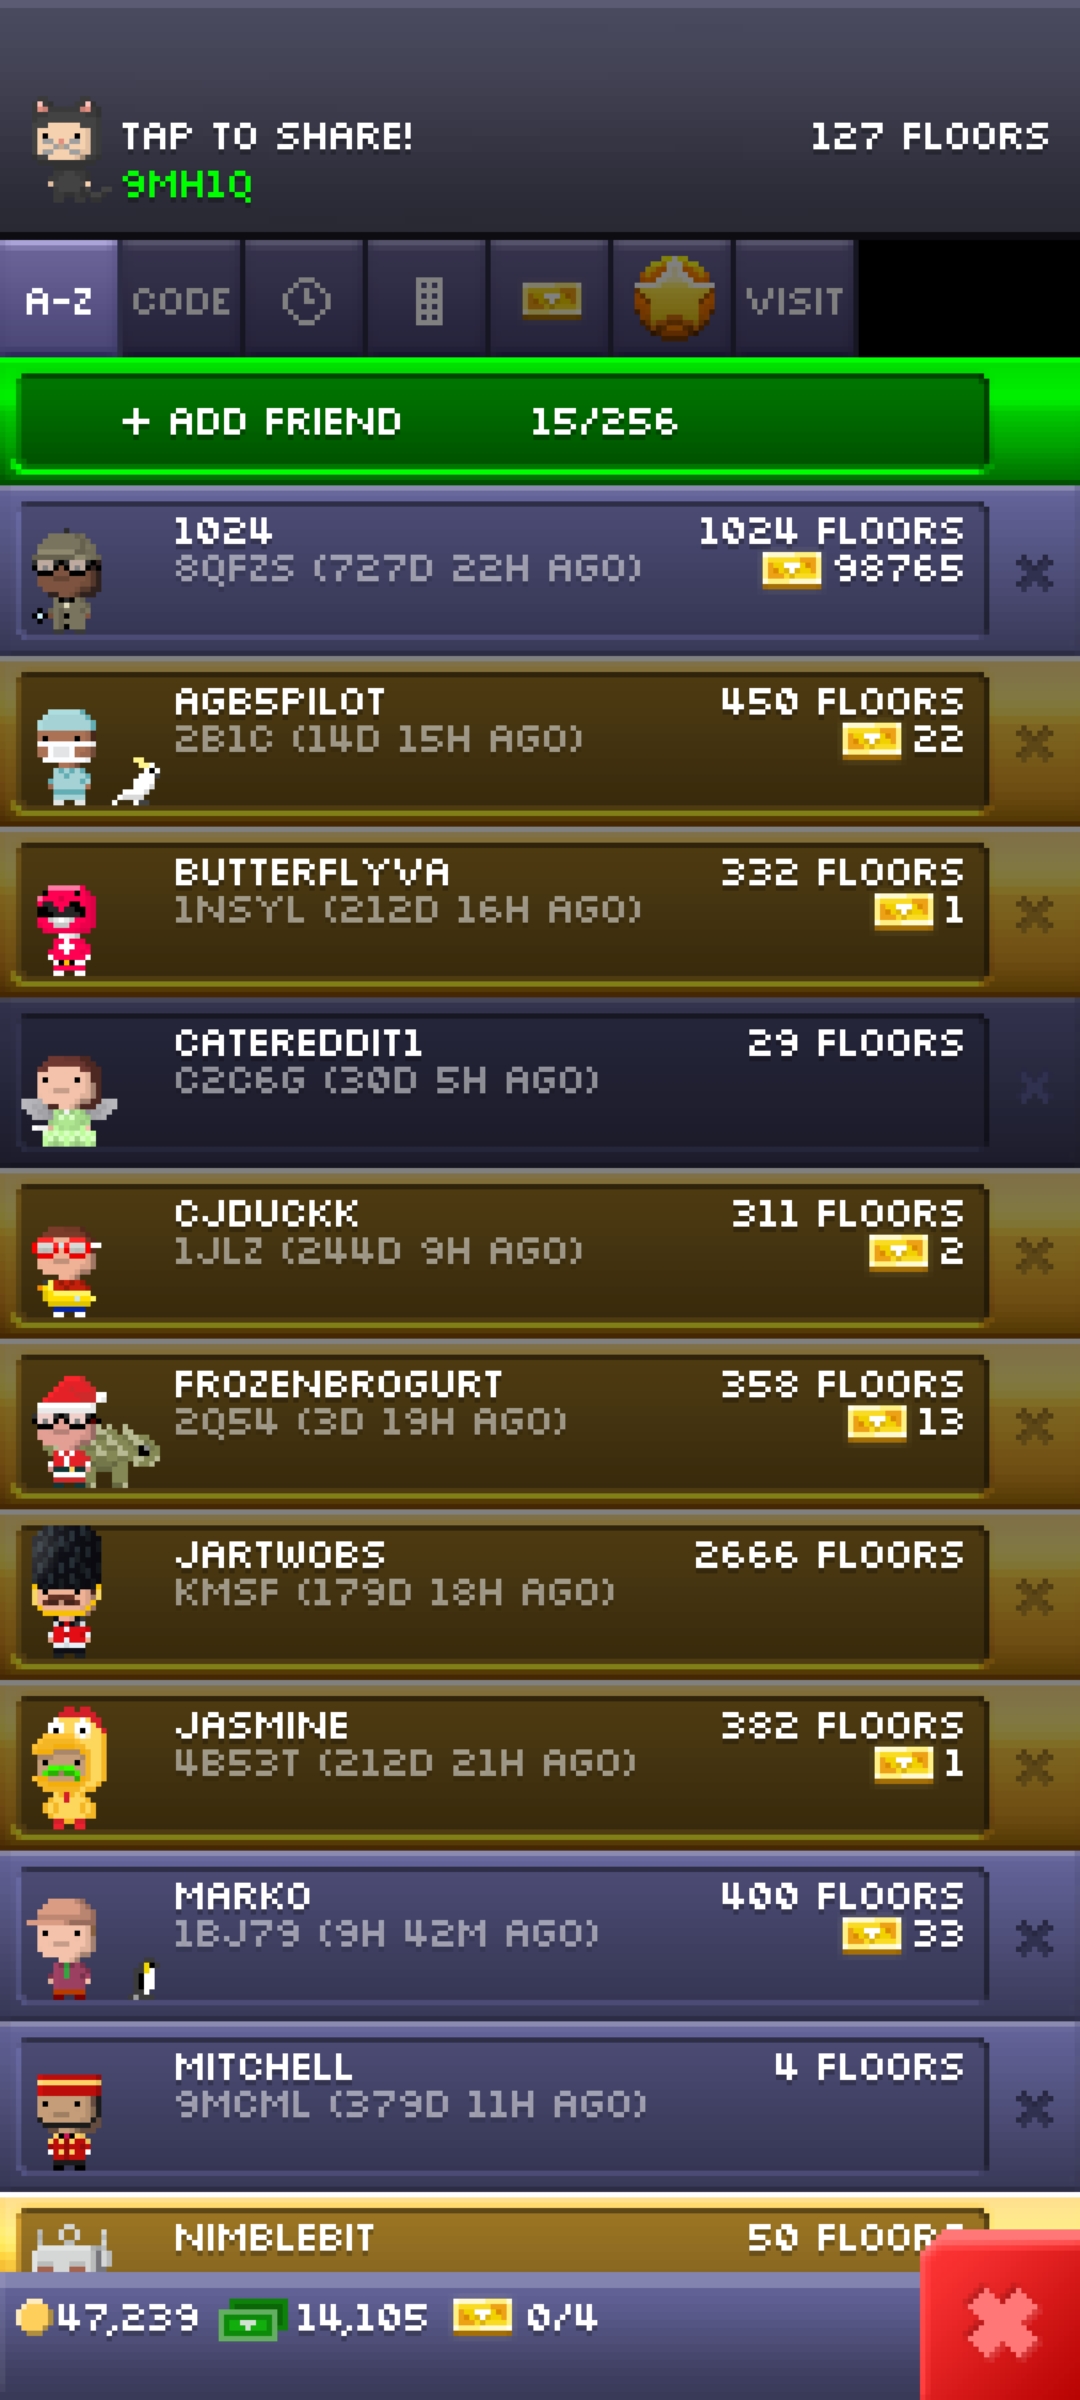 TAP TO SHARE!
127 FLOORS
9MH1Q
A-Z CODE VISIT
+ ADD FRIEND 15/256
1024 1024 FLOORS
8QFZS (727D 22H AGO) 98765
AGB5PILOT 450 FLOORS
2B1C (14D 15H AGO) 22
BUTTERFLYVA 332 FLOORS
1NSYL (212D 16H AGO) 1
CATEREDDIT1 29 FLOORS
C2C6G (30D 5H AGO)
CJDUCKK 311 FLOORS
1JLZ (244D 9H AGO) 2
FROZENBROGURT 358 FLOORS
2Q54 (3D 19H AGO) 13
JARTWOBS 2666 FLOORS
KMSF (179D 18H AGO)
JASMINE 382 FLOORS
4B53T (212D 21H AGO) 1
MARKO 400 FLOORS
1BJ79 (9H 42M AGO) 33
MITCHELL 4 FLOORS
9MCML (379D 11H AGO)
NIMBLEBIT 50 FLOORS
47,239 14,105 0/4